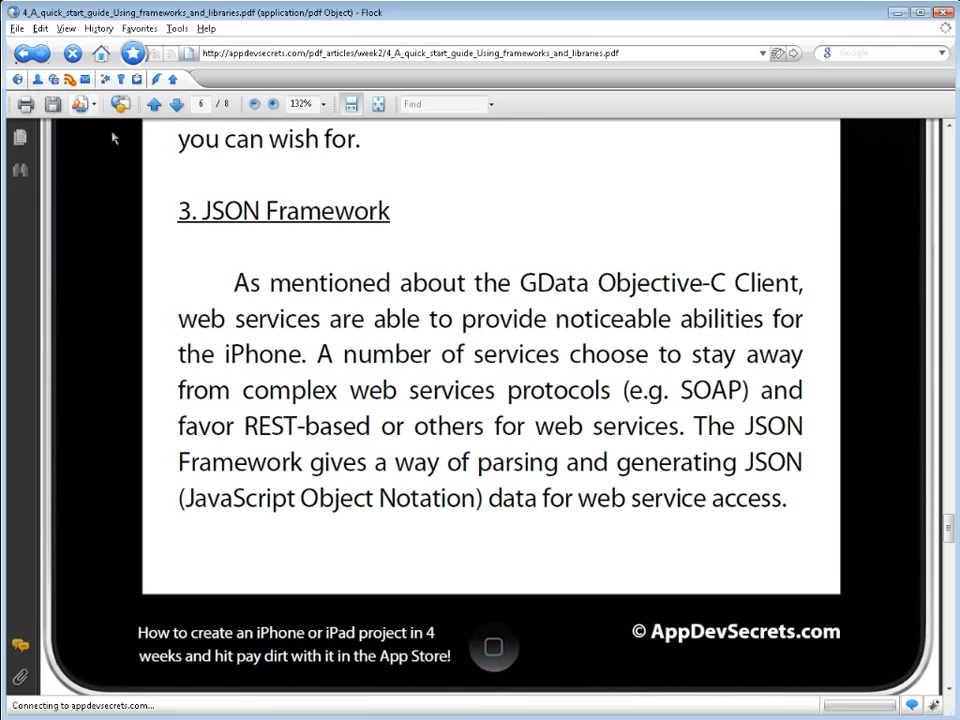 4_A_quick_start_guide_Using_frameworks_and_libraries.pdf (application/pdf Object) - Flock
File Edit View History Favorites Tools Help
http://appdevsecrets.com/pdf_articles/week2/4_A_quick_start_guide_Using_frameworks_and_libraries.pdf
Google
6 / 8 132% Find
you can wish for.
3. JSON Framework
As mentioned about the GData Objective-C Client,
web services are able to provide noticeable abilities for
the iPhone. A number of services choose to stay away
from complex web services protocols (e.g. SOAP) and
favor REST-based or others for web services. The JSON
Framework gives a way of parsing and generating JSON
(JavaScript Object Notation) data for web service access.
How to create an iPhone or iPad project in 4
weeks and hit pay dirt with it in the App Store!
© AppDevSecrets.com
Connecting to appdevsecrets.com...